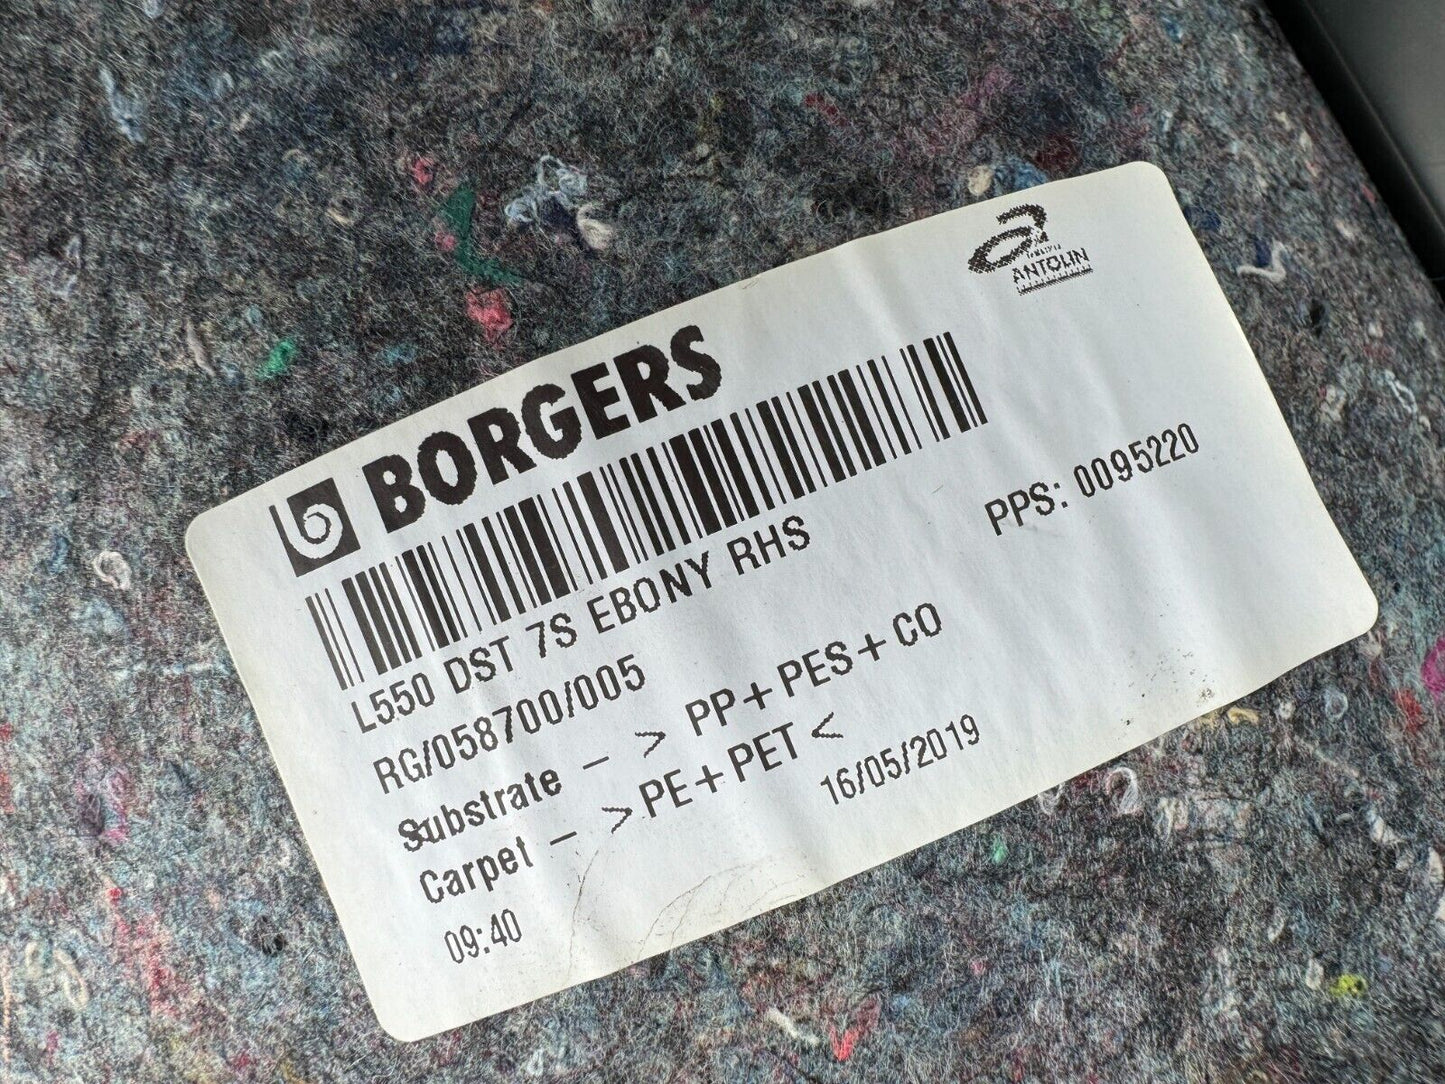 ANTOLIN
BORGERS
L550 DST 7S EBONY RHS
PPS: 0095220
RG/058700/005
Substrate - > PP+PES+CO
Carpet - >PE+PET<
09:40
16/05/2019